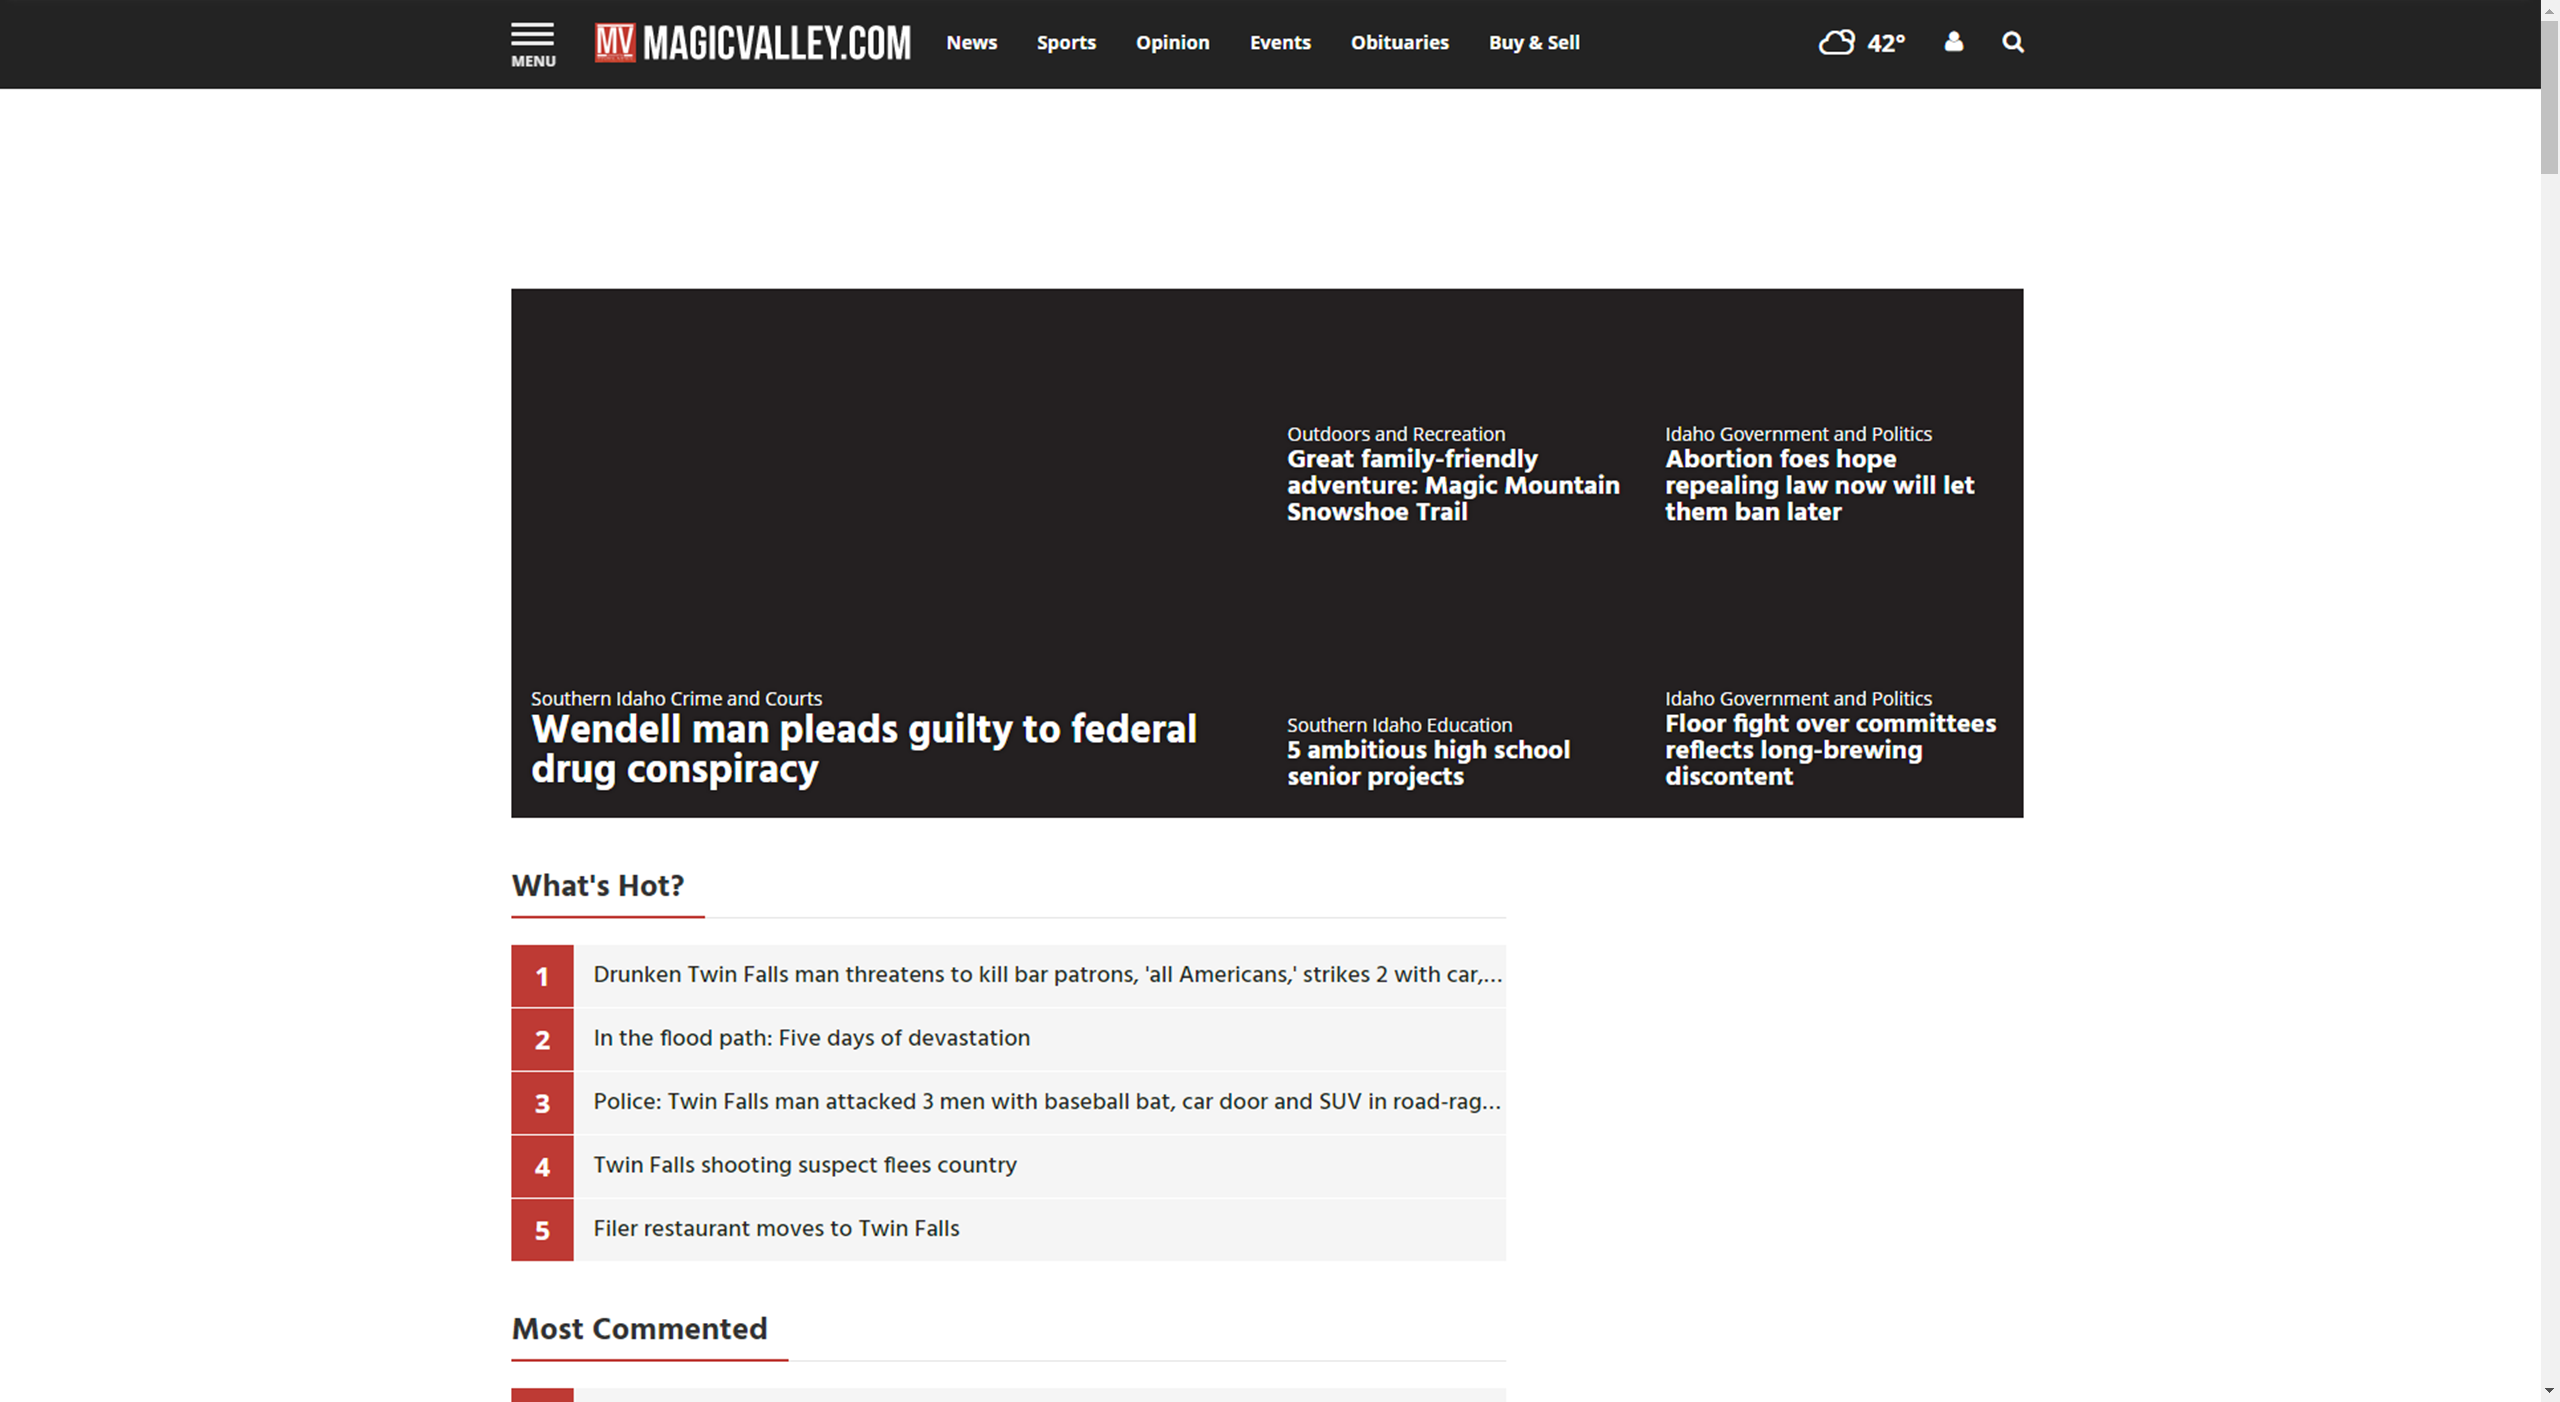 MENU
MV MAGICVALLEY.COM
News Sports Opinion Events Obituaries Buy & Sell
42°
Outdoors and Recreation
Great family-friendly
adventure: Magic Mountain
Snowshoe Trail
Idaho Government and Politics
Abortion foes hope
repealing law now will let
them ban later
Southern Idaho Crime and Courts
Wendell man pleads guilty to federal
drug conspiracy
Southern Idaho Education
5 ambitious high school
senior projects
Idaho Government and Politics
Floor fight over committees
reflects long-brewing
discontent
What's Hot?
1 Drunken Twin Falls man threatens to kill bar patrons, 'all Americans,' strikes 2 with car,...
2 In the flood path: Five days of devastation
3 Police: Twin Falls man attacked 3 men with baseball bat, car door and SUV in road-rag...
4 Twin Falls shooting suspect flees country
5 Filer restaurant moves to Twin Falls
Most Commented